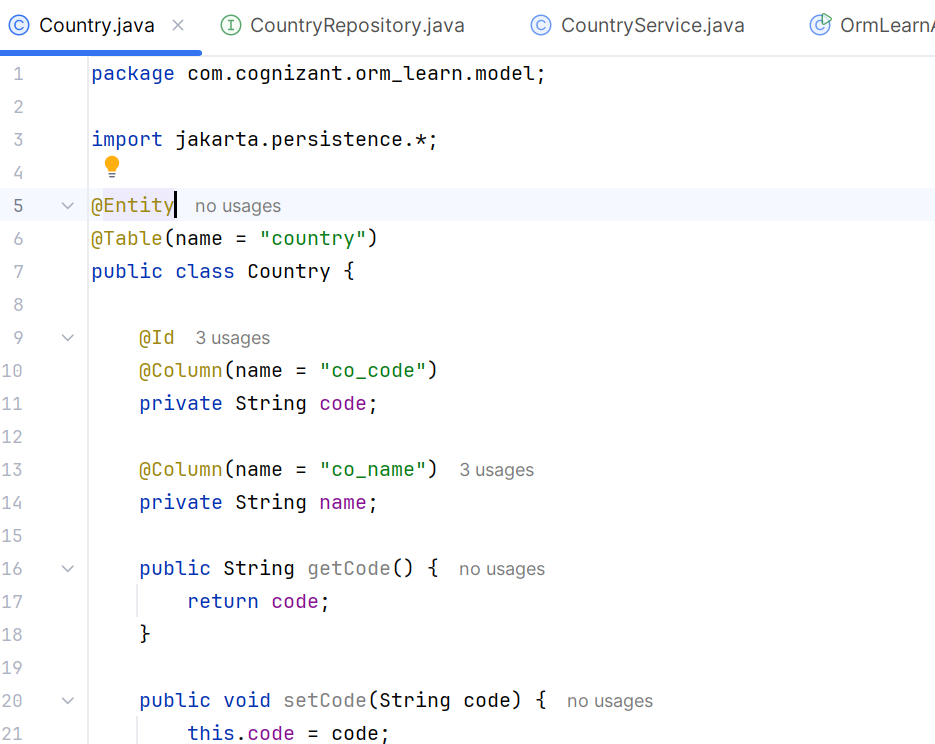 Country.java CountryRepository.java CountryService.java OrmLearnA
1 package com.cognizant.orm_learn.model;
2
3 import jakarta.persistence.*;
4
5 @Entity no usages
6 @Table(name = "country")
7 public class Country {
8
9 @Id 3 usages
10 @Column(name = "co_code")
11 private String code;
12
13 @Column(name = "co_name") 3 usages
14 private String name;
15
16 public String getCode() { no usages
17 return code;
18 }
19
20 public void setCode(String code) { no usages
21 this.code = code;